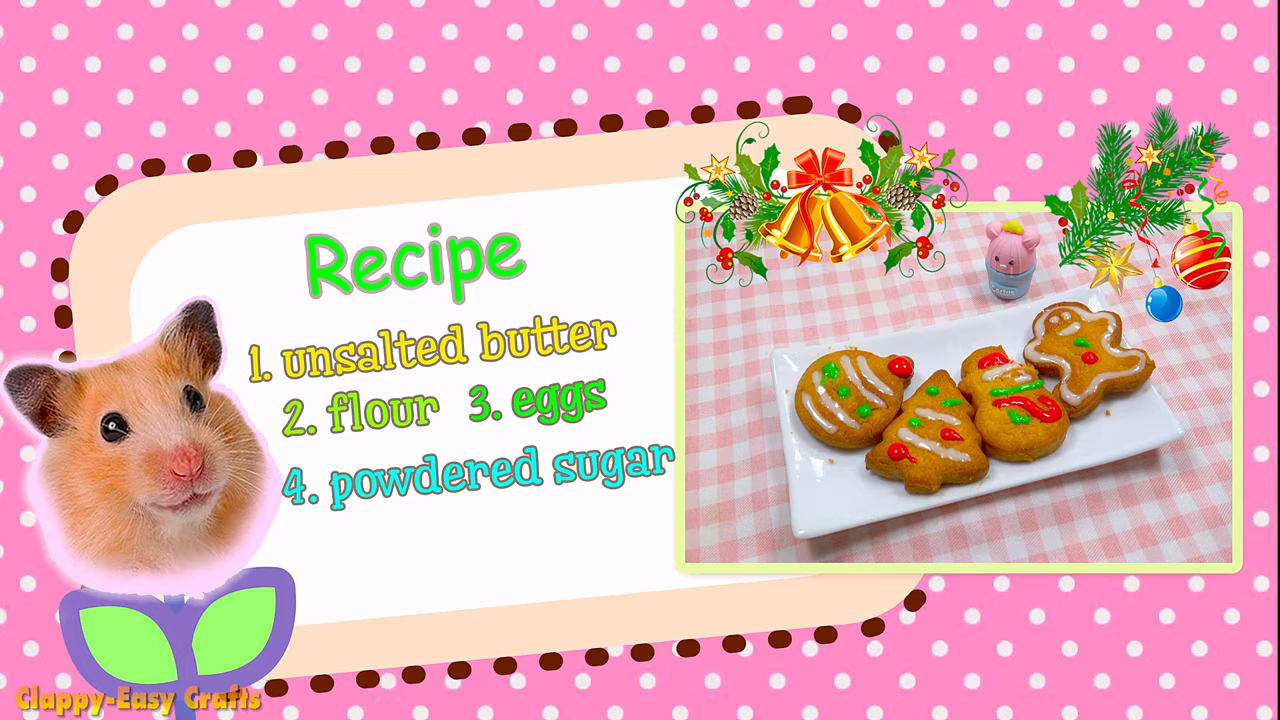 Recipe
1. unsalted butter
2. flour 3. eggs
4. powdered sugar
Clappy-Easy Crafts